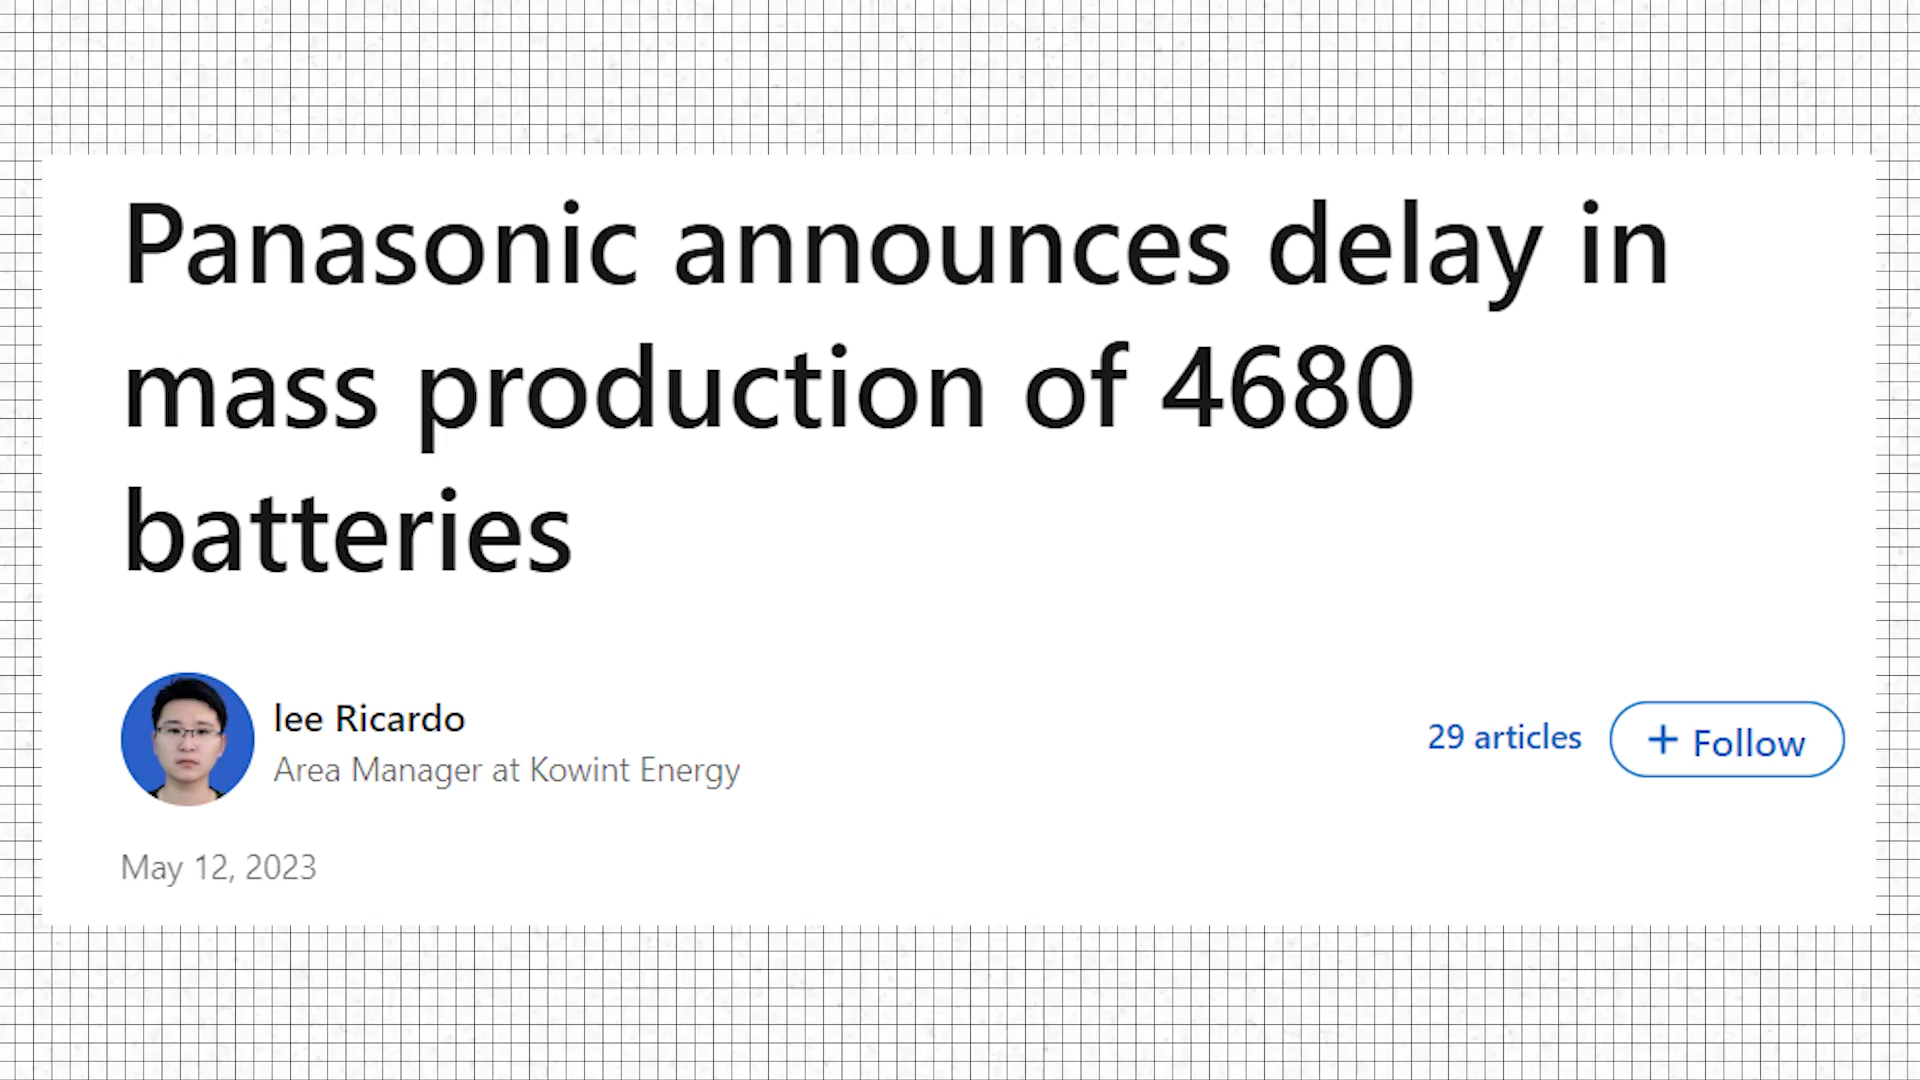 Panasonic announces delay in
mass production of 4680
batteries
lee Ricardo
Area Manager at Kowint Energy
29 articles
+ Follow
May 12, 2023